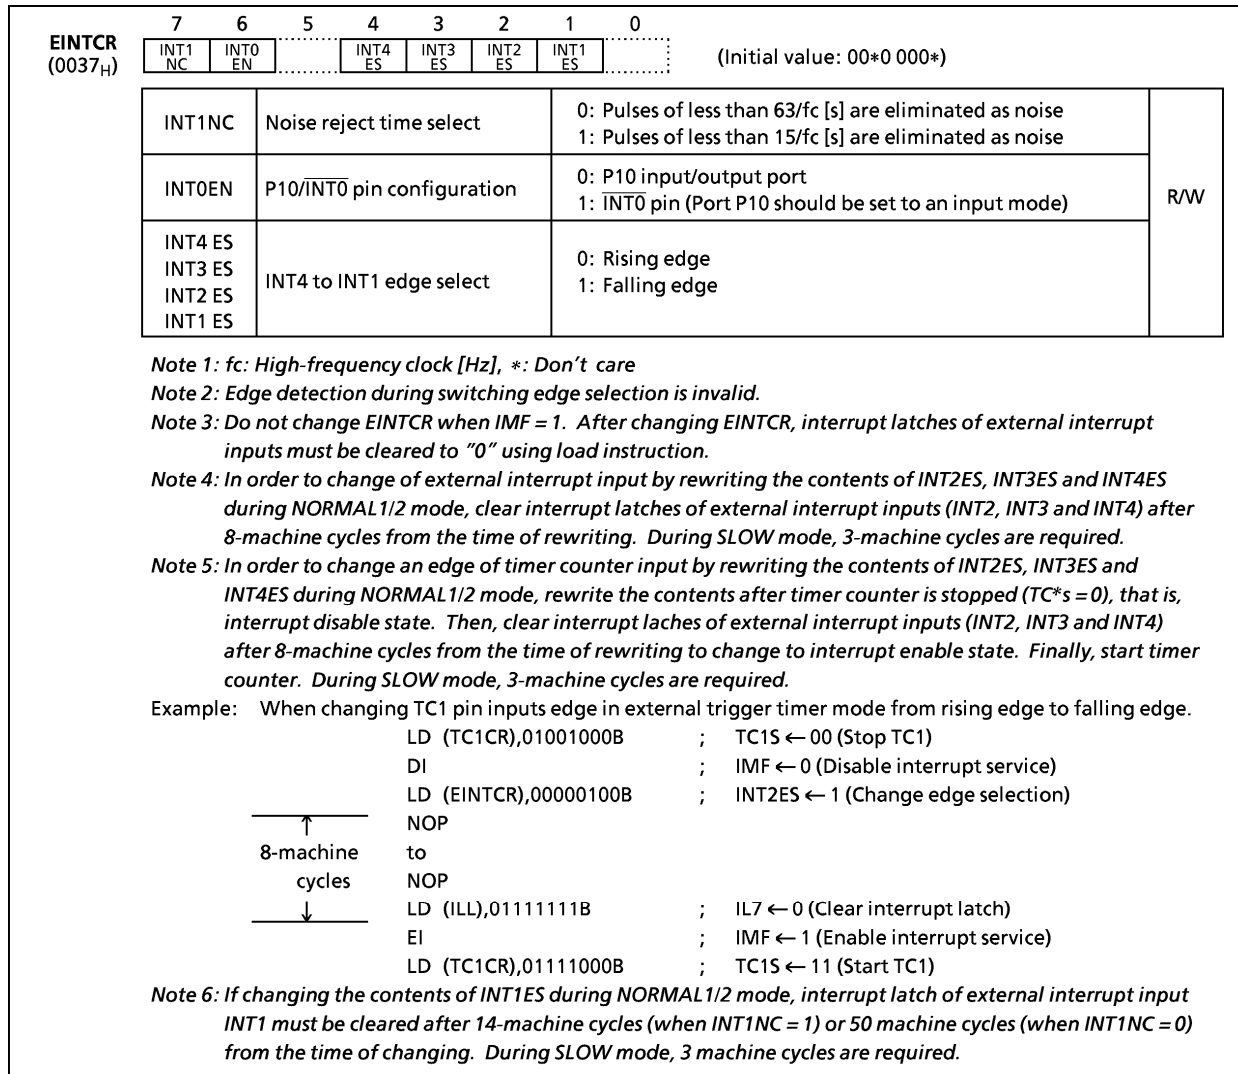 7 6 5 4 3 2 1 0
EINTCR
(0037H)
INT1 NC INT0 EN INT4 ES INT3 ES INT2 ES INT1 ES
(Initial value: 00*0 000*)
INT1NC Noise reject time select
0: Pulses of less than 63/fc [s] are eliminated as noise
1: Pulses of less than 15/fc [s] are eliminated as noise
R/W
INT0EN P10/INT0 pin configuration
0: P10 input/output port
1: INT0 pin (Port P10 should be set to an input mode)
INT4 ES
INT3 ES
INT2 ES
INT1 ES
INT4 to INT1 edge select
0: Rising edge
1: Falling edge
Note 1: fc: High-frequency clock [Hz], *: Don't care
Note 2: Edge detection during switching edge selection is invalid.
Note 3: Do not change EINTCR when IMF = 1. After changing EINTCR, interrupt latches of external interrupt
inputs must be cleared to "0" using load instruction.
Note 4: In order to change of external interrupt input by rewriting the contents of INT2ES, INT3ES and INT4ES
during NORMAL1/2 mode, clear interrupt latches of external interrupt inputs (INT2, INT3 and INT4) after
8-machine cycles from the time of rewriting. During SLOW mode, 3-machine cycles are required.
Note 5: In order to change an edge of timer counter input by rewriting the contents of INT2ES, INT3ES and
INT4ES during NORMAL1/2 mode, rewrite the contents after timer counter is stopped (TC*s = 0), that is,
interrupt disable state. Then, clear interrupt laches of external interrupt inputs (INT2, INT3 and INT4)
after 8-machine cycles from the time of rewriting to change to interrupt enable state. Finally, start timer
counter. During SLOW mode, 3-machine cycles are required.
Example: When changing TC1 pin inputs edge in external trigger timer mode from rising edge to falling edge.
LD (TC1CR),01001000B ; TC1S ← 00 (Stop TC1)
DI ; IMF ← 0 (Disable interrupt service)
LD (EINTCR),00000100B ; INT2ES ← 1 (Change edge selection)
NOP
8-machine to
cycles NOP
LD (ILL),01111111B ; IL7 ← 0 (Clear interrupt latch)
EI ; IMF ← 1 (Enable interrupt service)
LD (TC1CR),01111000B ; TC1S ← 11 (Start TC1)
Note 6: If changing the contents of INT1ES during NORMAL1/2 mode, interrupt latch of external interrupt input
INT1 must be cleared after 14-machine cycles (when INT1NC = 1) or 50 machine cycles (when INT1NC = 0)
from the time of changing. During SLOW mode, 3 machine cycles are required.